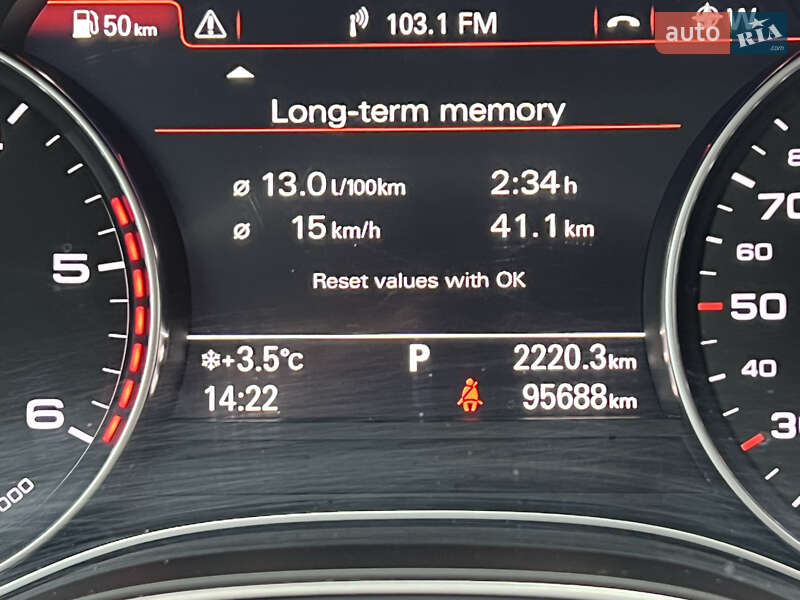 50 km
103.1 FM
W
auto RIA .com
Long-term memory
ø 13.0 l/100km 2:34 h
ø 15 km/h 41.1 km
Reset values with OK
+3.5°C P 2220.3 km
14:22 95688 km
5
6
70
60
50
40